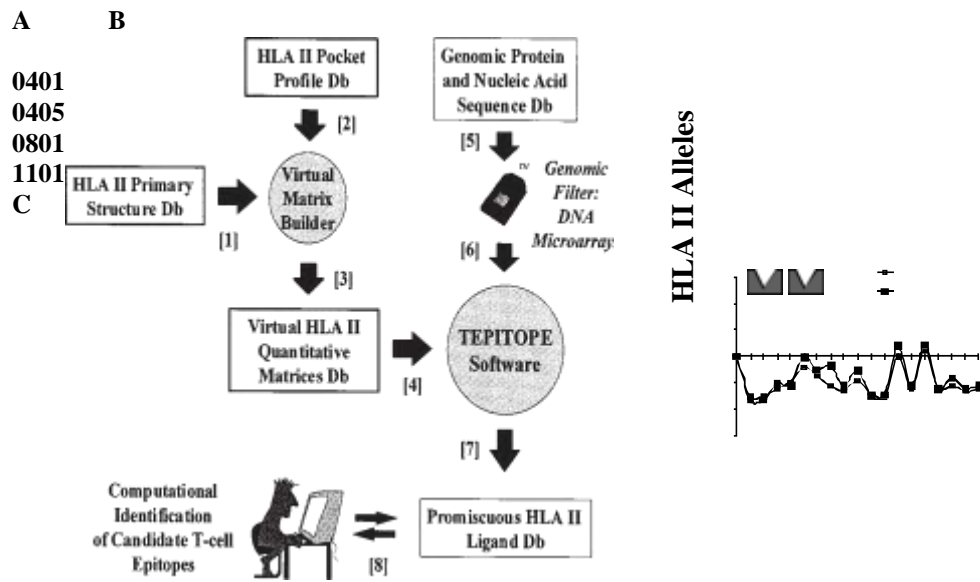 A B
0401
0405
0801
1101
C
HLA II Pocket
Profile Db
Genomic Protein
and Nucleic Acid
Sequence Db
[2]
[5]
HLA II Primary
Structure Db
[1]
Virtual
Matrix
Builder
TM
Genomic
Filter:
DNA
Microarray
[6]
[3]
Virtual HLA II
Quantitative
Matrices Db
[4]
TEPITOPE
Software
[7]
Computational
Identification
of Candidate T-cell
Epitopes
[8]
Promiscuous HLA II
Ligand Db
HLA II Alleles